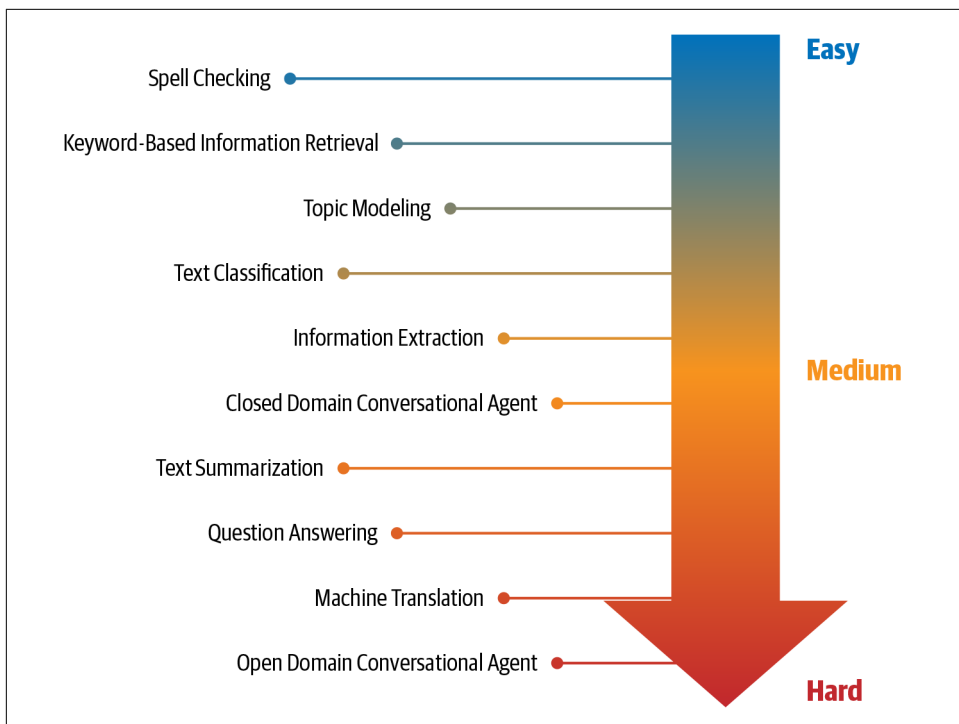 Easy
Spell Checking
Keyword-Based Information Retrieval
Topic Modeling
Text Classification
Information Extraction
Medium
Closed Domain Conversational Agent
Text Summarization
Question Answering
Machine Translation
Open Domain Conversational Agent
Hard